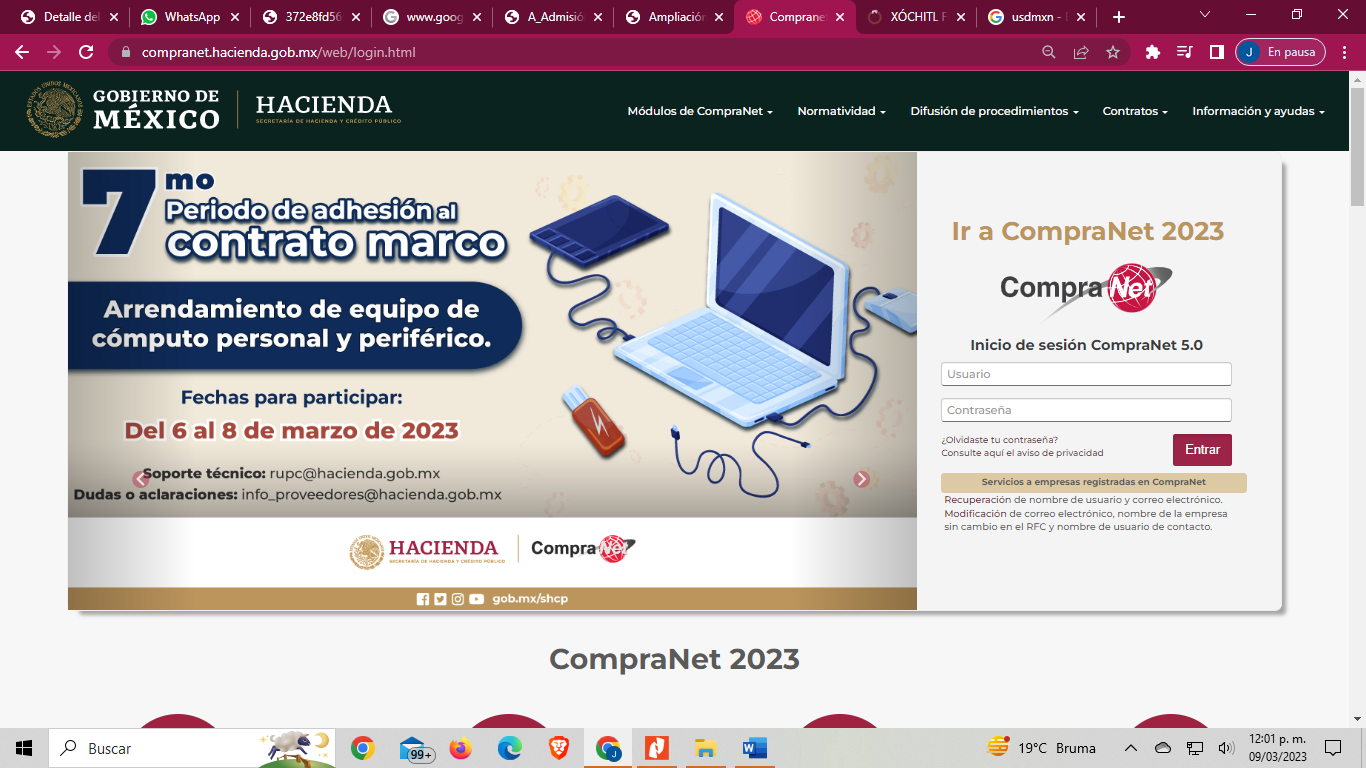 Detalle del
WhatsApp
372e8fd56
www.goog
A_Admisió
Ampliación
Compranet
XÓCHITL F
usdmxn -
compranet.hacienda.gob.mx/web/login.html
En pausa
J
GOBIERNO DE
MÉXICO
HACIENDA
SECRETARÍA DE HACIENDA Y CRÉDITO PÚBLICO
Módulos de CompraNet
Normatividad
Difusión de procedimientos
Contratos
Información y ayudas
7mo
Periodo de adhesión al
contrato marco
Arrendamiento de equipo de
cómputo personal y periférico.
Fechas para participar:
Del 6 al 8 de marzo de 2023
Soporte técnico: rupc@hacienda.gob.mx
Dudas o aclaraciones: info_proveedores@hacienda.gob.mx
HACIENDA
SECRETARÍA DE HACIENDA Y CRÉDITO PÚBLICO
CompraNet
gob.mx/shcp
Ir a CompraNet 2023
CompraNet
Inicio de sesión CompraNet 5.0
Usuario
Contraseña
¿Olvidaste tu contraseña?
Consulte aquí el aviso de privacidad
Entrar
Servicios a empresas registradas en CompraNet
Recuperación de nombre de usuario y correo electrónico.
Modificación de correo electrónico, nombre de la empresa
sin cambio en el RFC y nombre de usuario de contacto.
CompraNet 2023
Buscar
99+
19°C Bruma
12:01 p. m.
09/03/2023